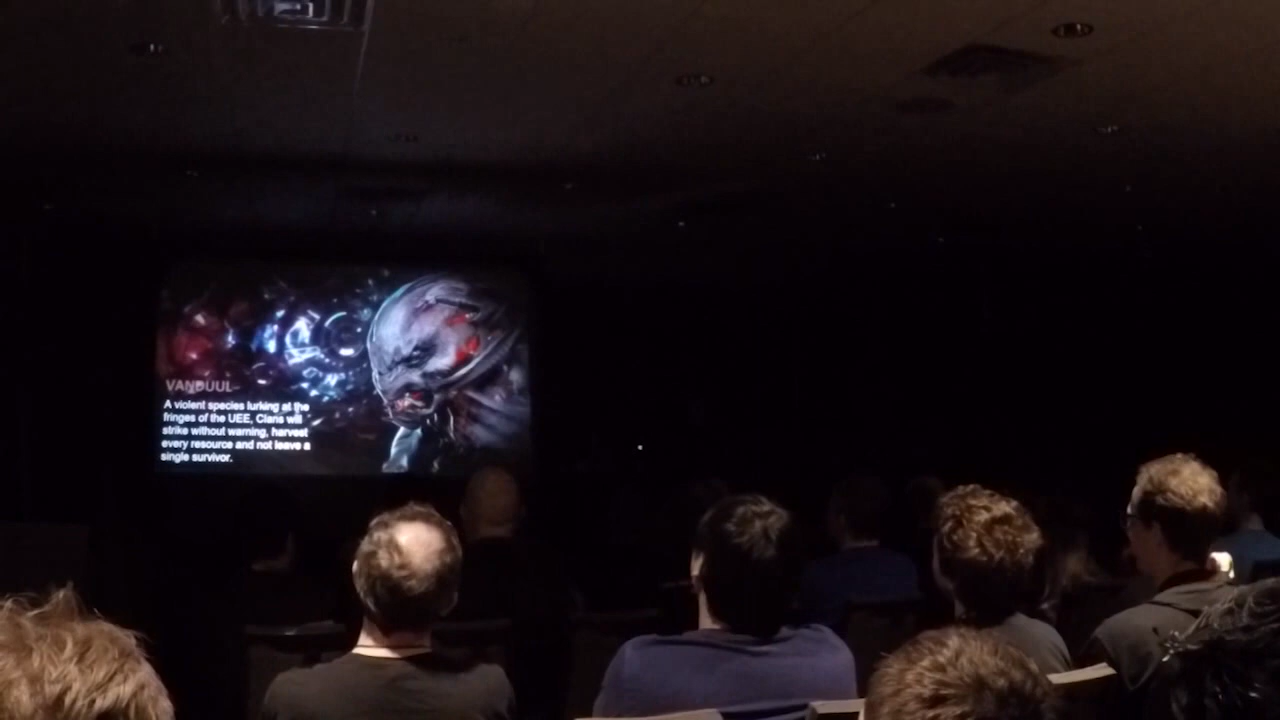 VANDUUL
A violent species lurking at the
fringes of the UEE, Clans will
strike without warning, harvest
every resource and not leave a
single survivor.